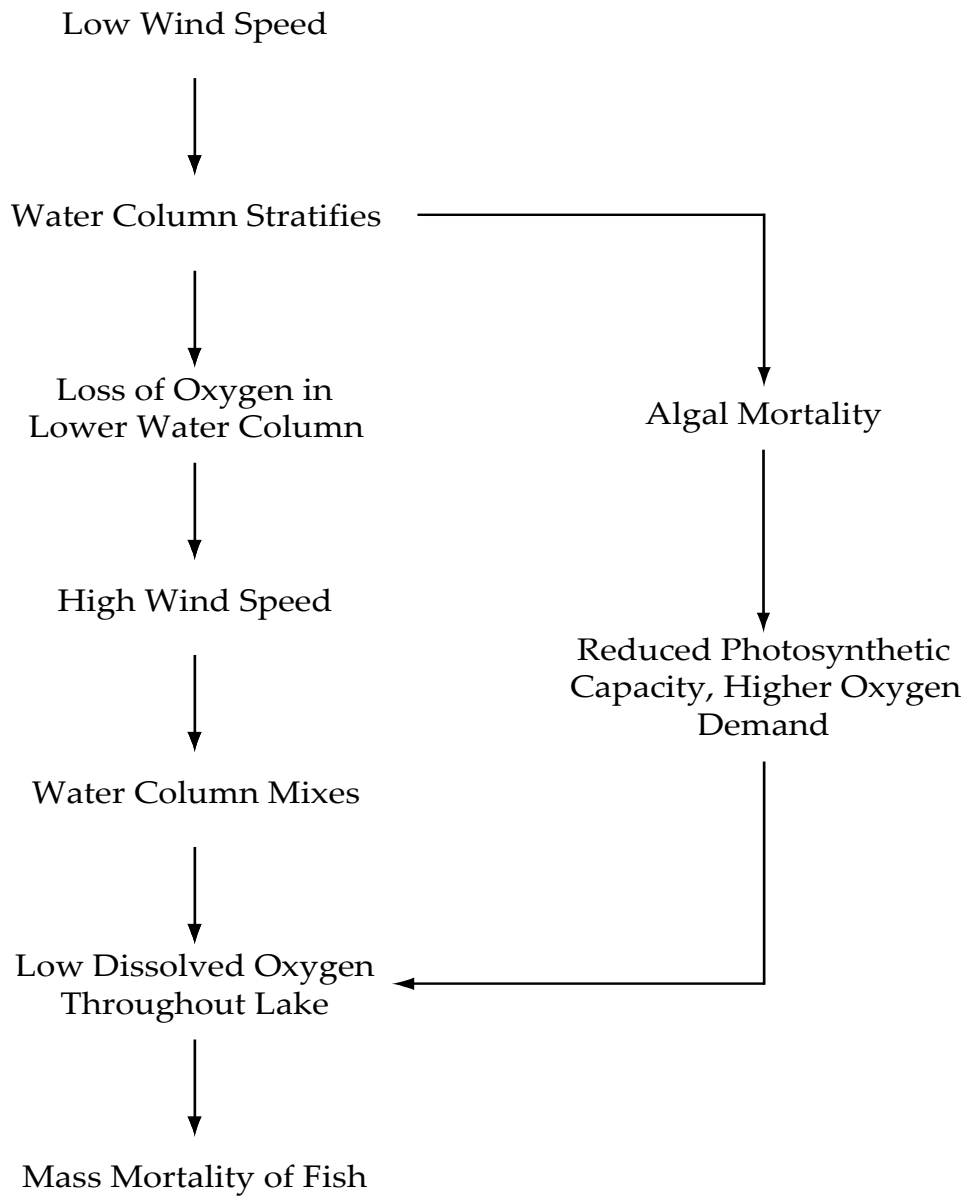 Low Wind Speed
Water Column Stratifies
Loss of Oxygen in
Lower Water Column
Algal Mortality
High Wind Speed
Reduced Photosynthetic
Capacity, Higher Oxygen
Demand
Water Column Mixes
Low Dissolved Oxygen
Throughout Lake
Mass Mortality of Fish